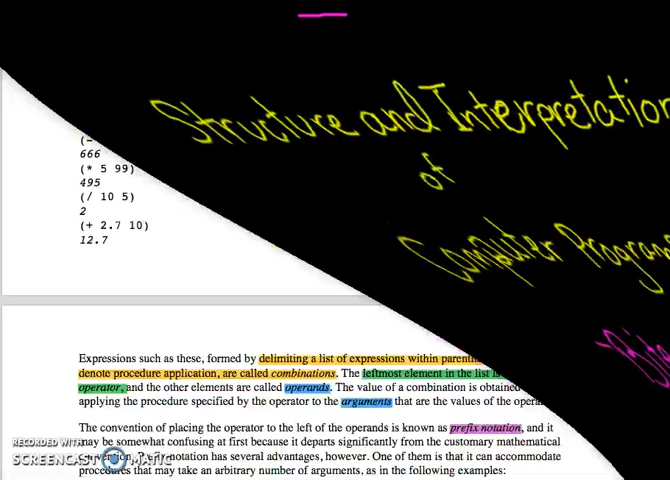 Structure and Interpretation
of
Computer Program
(-
666
(* 5 99)
495
(/ 10 5)
2
(+ 2.7 10)
12.7
Expressions such as these, formed by delimiting a list of expressions within
denote procedure application, are called combinations. The leftmost element in the list is
operator, and the other elements are called operands. The value of a combination is obtained
applying the procedure specified by the operator to the arguments that are the values of the
The convention of placing the operator to the left of the operands is known as prefix notation, and it
may be somewhat confusing at first because it departs significantly from the customary mathematical
convention. Prefix notation has several advantages, however. One of them is that it can accommodate
procedures that may take an arbitrary number of arguments, as in the following examples:
RECORDED WITH
SCREENCAST MATIC